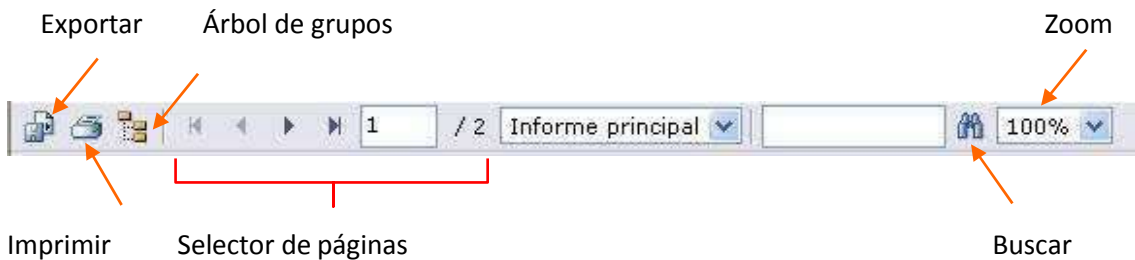 Exportar Árbol de grupos Zoom
1 / 2 Informe principal 100%
Imprimir Selector de páginas Buscar